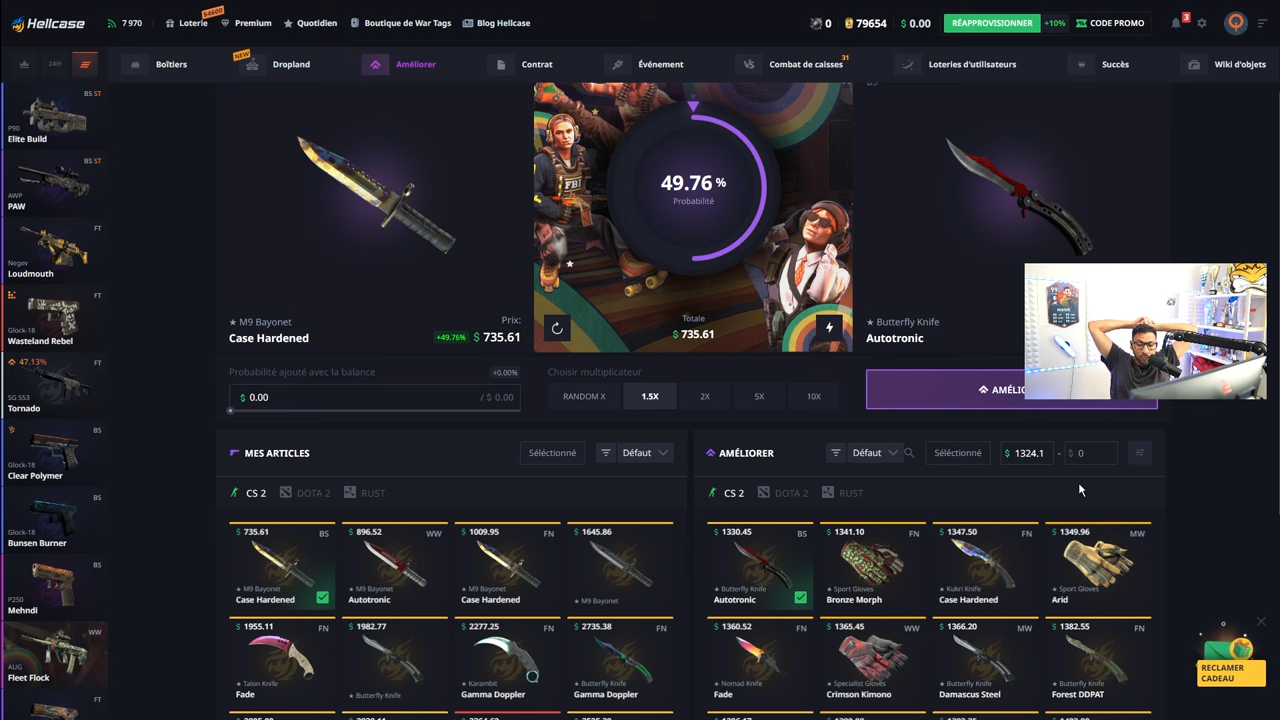 Hellcase
7 970
Loterie
$4600
Premium
Quotidien
Boutique de War Tags
Blog Hellcase
0
79654
$ 0.00
RÉAPPROVISIONNER
+10%
CODE PROMO
3
24H
Boîtiers
NEW
Dropland
Améliorer
Contrat
Événement
Combat de caisses
31
Loteries d'utilisateurs
Succès
Wiki d'objets
BS ST
P90
Elite Build
BS ST
AWP
PAW
FT
Negev
Loudmouth
FT
Glock-18
Wasteland Rebel
47.13%
FT
SG 553
Tornado
BS
Glock-18
Clear Polymer
BS
Glock-18
Bunsen Burner
BS
P250
Mehndi
WW
AUG
Fleet Flock
FT
★ M9 Bayonet
Case Hardened
Prix:
+49.76%
$ 735.61
FBI
49.76 %
Probabilité
Totale
$ 735.61
BS
★ Butterfly Knife
Autotronic
Probabilité ajouté avec la balance
+0.00%
$ 0.00
/ $ 0.00
Choisir multiplicateur
RANDOM X
1.5X
2X
5X
10X
AMÉLIO
MES ARTICLES
Séléctionné
Défaut
CS 2
DOTA 2
RUST
$ 735.61
BS
★ M9 Bayonet
Case Hardened
$ 896.52
WW
★ M9 Bayonet
Autotronic
$ 1009.95
FN
★ M9 Bayonet
Case Hardened
$ 1645.86
★ M9 Bayonet
$ 1955.11
FN
★ Talon Knife
Fade
$ 1982.77
★ Butterfly Knife
$ 2277.25
FN
★ Karambit
Gamma Doppler
$ 2735.38
FN
★ Butterfly Knife
Gamma Doppler
AMÉLIORER
Défaut
Séléctionné
$ 1324.1
-
$ 0
CS 2
DOTA 2
RUST
$ 1330.45
BS
★ Butterfly Knife
Autotronic
$ 1341.10
FN
★ Sport Gloves
Bronze Morph
$ 1347.50
FN
★ Kukri Knife
Case Hardened
$ 1349.96
MW
★ Sport Gloves
Arid
$ 1360.52
FN
★ Nomad Knife
Fade
$ 1365.45
WW
★ Specialist Gloves
Crimson Kimono
$ 1366.20
MW
★ Butterfly Knife
Damascus Steel
$ 1382.55
FN
★ Butterfly Knife
Forest DDPAT
RECLAMER
CADEAU